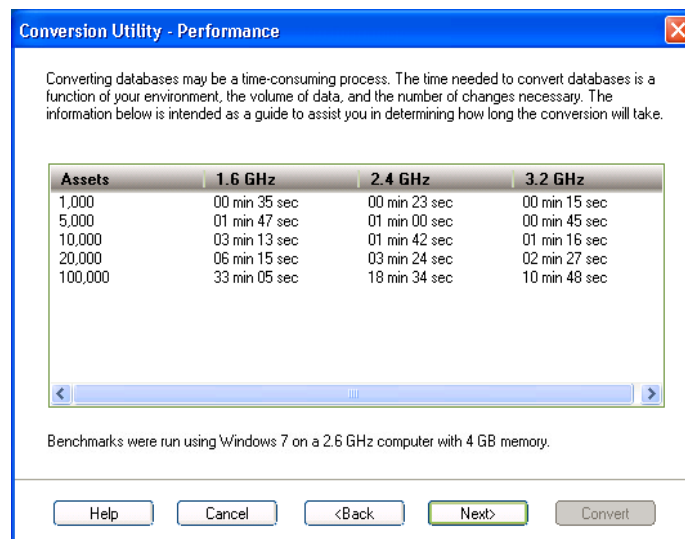 Conversion Utility - Performance
Converting databases may be a time-consuming process. The time needed to convert databases is a
function of your environment, the volume of data, and the number of changes necessary. The
information below is intended as a guide to assist you in determining how long the conversion will take.
Assets 1.6 GHz 2.4 GHz 3.2 GHz
1,000 00 min 35 sec 00 min 23 sec 00 min 15 sec
5,000 01 min 47 sec 01 min 00 sec 00 min 45 sec
10,000 03 min 13 sec 01 min 42 sec 01 min 16 sec
20,000 06 min 15 sec 03 min 24 sec 02 min 27 sec
100,000 33 min 05 sec 18 min 34 sec 10 min 48 sec
Benchmarks were run using Windows 7 on a 2.6 GHz computer with 4 GB memory.
Help Cancel <Back Next> Convert